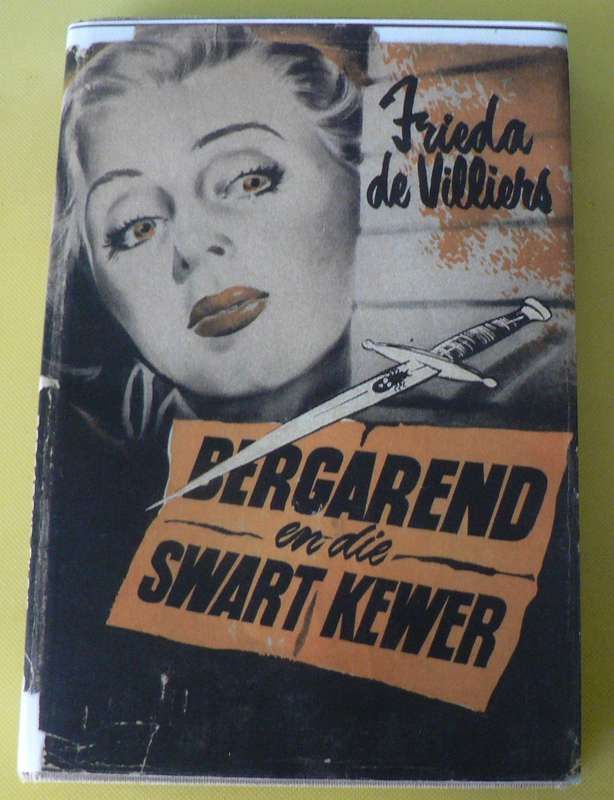 Frieda
de Villiers
BERGAREND
en die
SWART KEWER